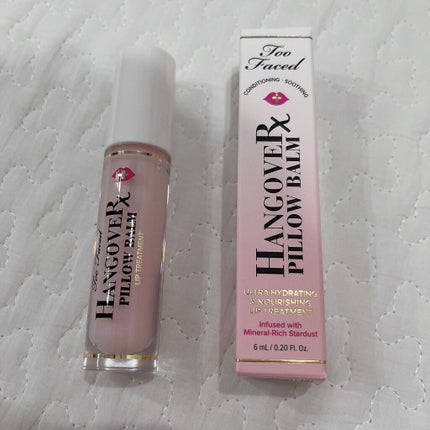 Too Faced
HANGOVER℞
PILLOW BALM
LIP TREATMENT
Too
Faced
CONDITIONING · SOOTHING
HANGOVER℞
PILLOW BALM
ULTRA-HYDRATING
& NOURISHING
LIP TREATMENT
Infused with
Mineral-Rich Stardust
6 mL / 0.20 Fl. Oz.